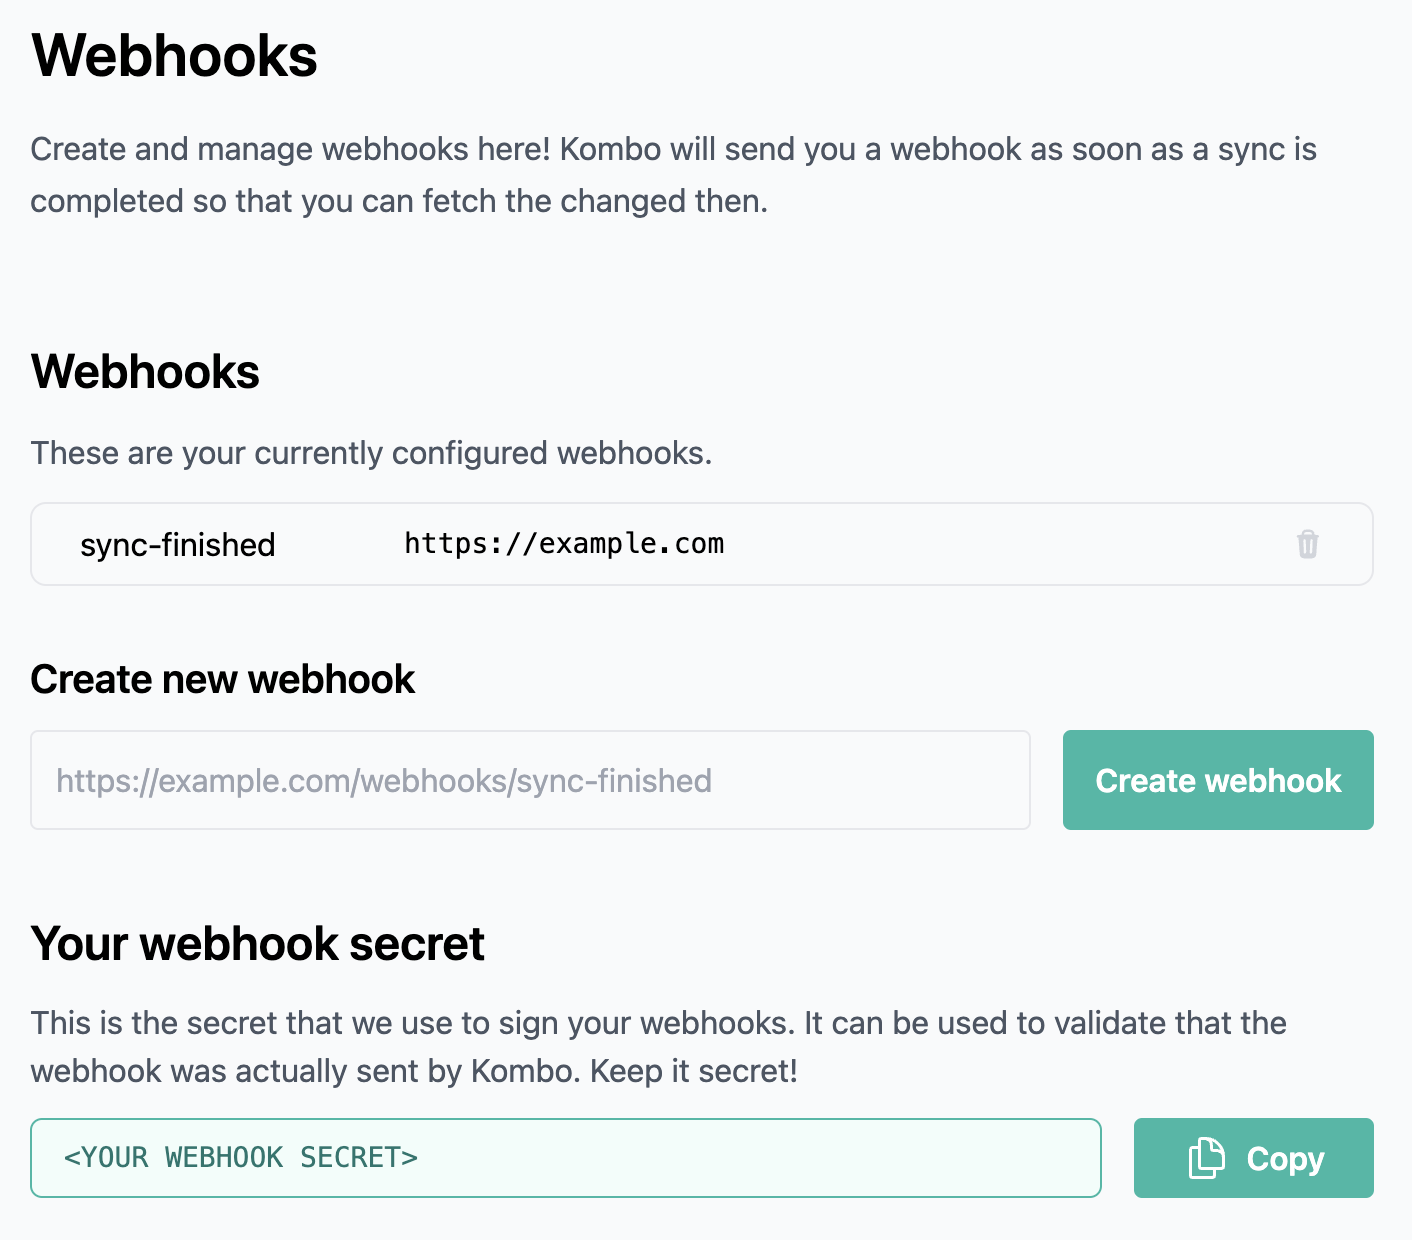 Webhooks
Create and manage webhooks here! Kombo will send you a webhook as soon as a sync is
completed so that you can fetch the changed then.
Webhooks
These are your currently configured webhooks.
sync-finished https://example.com
Create new webhook
https://example.com/webhooks/sync-finished Create webhook
Your webhook secret
This is the secret that we use to sign your webhooks. It can be used to validate that the
webhook was actually sent by Kombo. Keep it secret!
<YOUR WEBHOOK SECRET> Copy